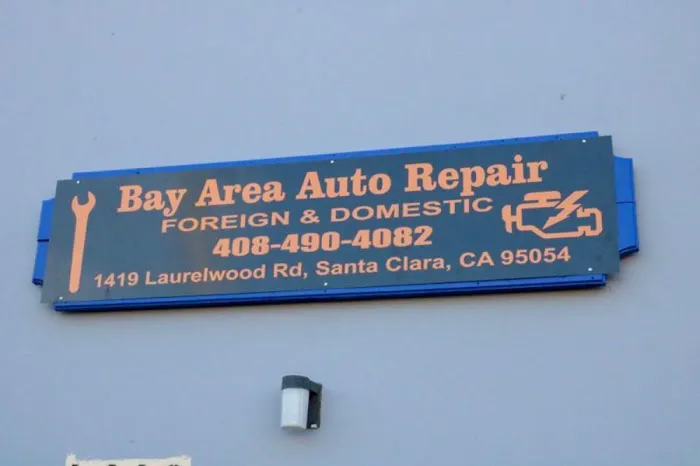 Bay Area Auto Repair
FOREIGN & DOMESTIC
408-490-4082
1419 Laurelwood Rd, Santa Clara, CA 95054